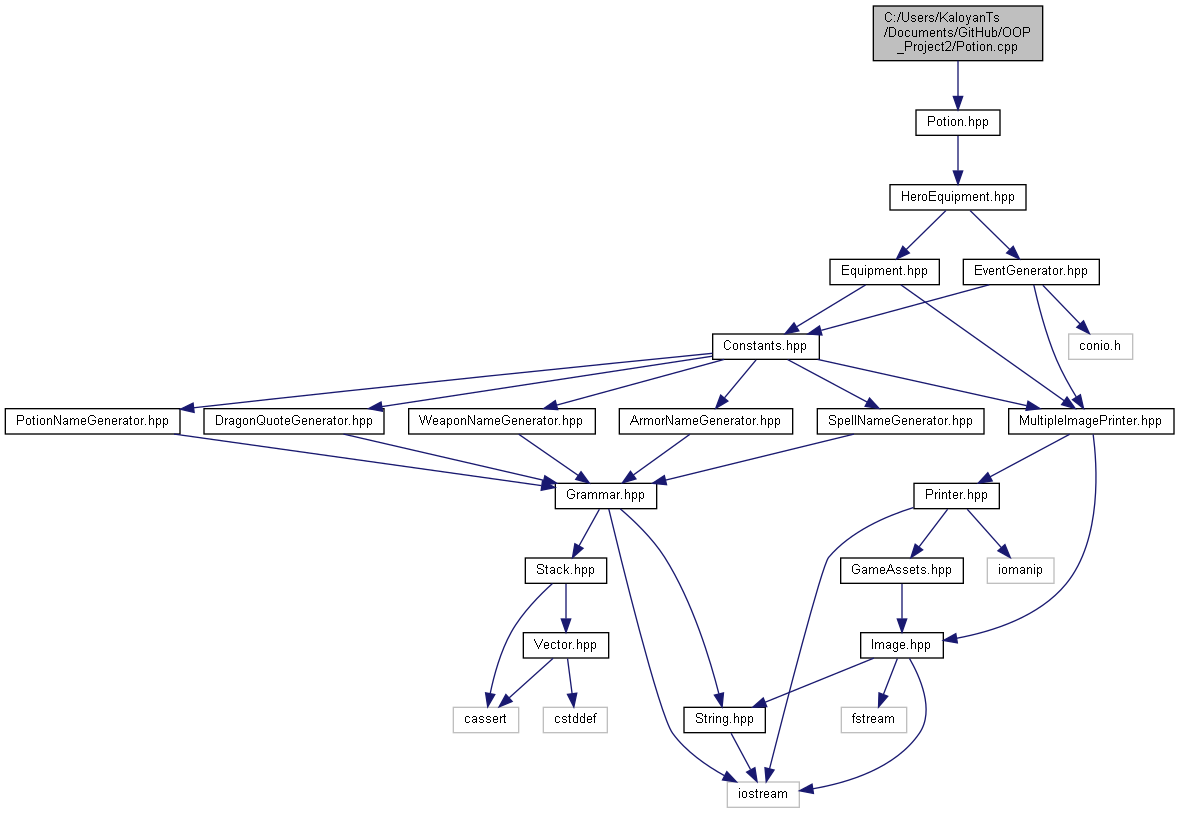 C:/Users/KaloyanTs
/Documents/GitHub/OOP
_Project2/Potion.cpp
Potion.hpp
HeroEquipment.hpp
Equipment.hpp
EventGenerator.hpp
Constants.hpp
conio.h
PotionNameGenerator.hpp
DragonQuoteGenerator.hpp
WeaponNameGenerator.hpp
ArmorNameGenerator.hpp
SpellNameGenerator.hpp
MultipleImagePrinter.hpp
Grammar.hpp
Printer.hpp
Stack.hpp
GameAssets.hpp
iomanip
Vector.hpp
Image.hpp
cassert
cstddef
String.hpp
fstream
iostream